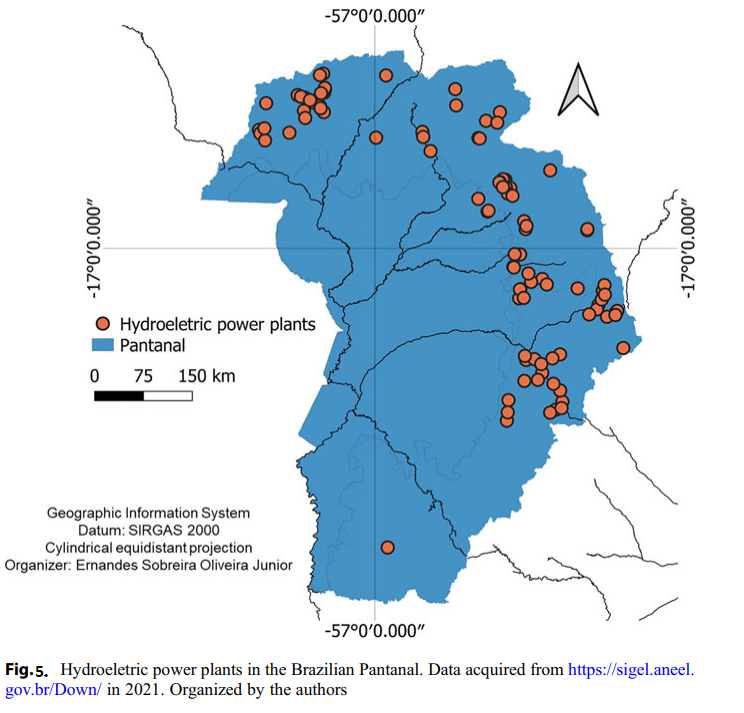 -57°0′0.000″
-17°0′0.000″
-17°0′0.000″
Hydroeletric power plants
Pantanal
0 75 150 km
Geographic Information System
Datum: SIRGAS 2000
Cylindrical equidistant projection
Organizer: Ernandes Sobreira Oliveira Junior
-57°0′0.000″
Fig.5. Hydroeletric power plants in the Brazilian Pantanal. Data acquired from https://sigel.aneel.
gov.br/Down/ in 2021. Organized by the authors